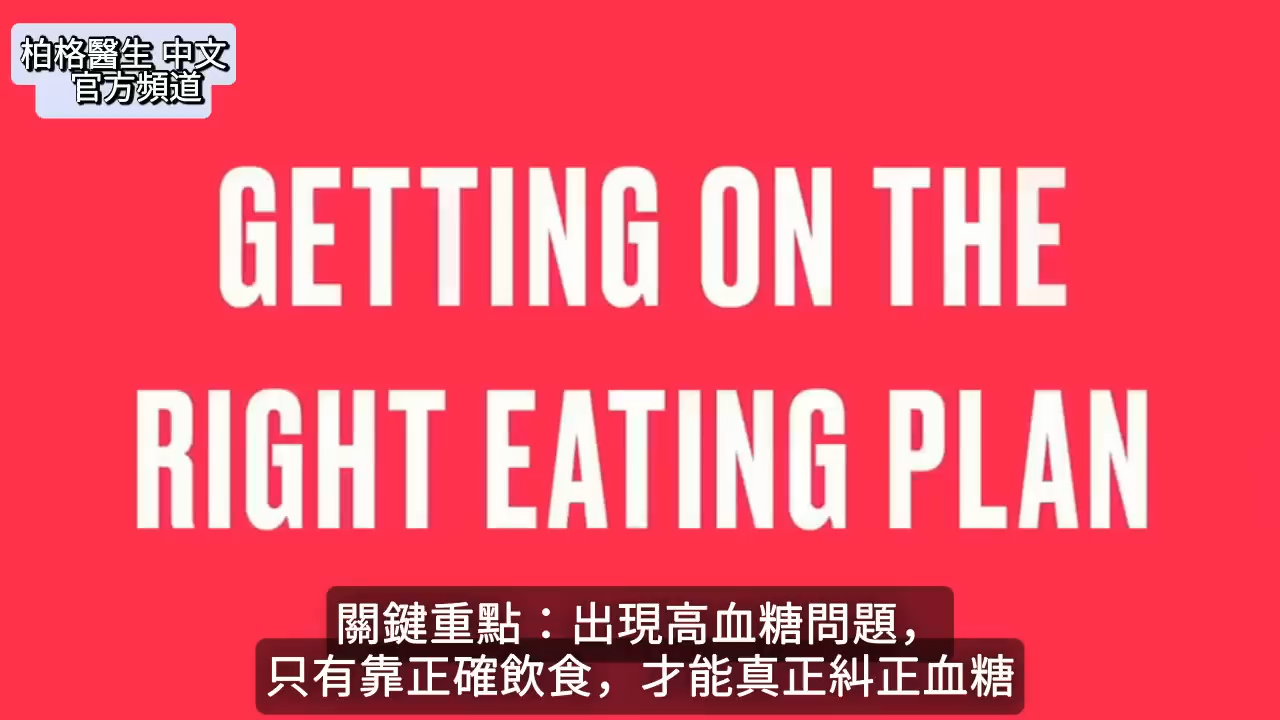 柏格醫生 中文
官方頻道
GETTING ON THE
RIGHT EATING PLAN
關鍵重點：出現高血糖問題，
只有靠正確飲食，才能真正糾正血糖